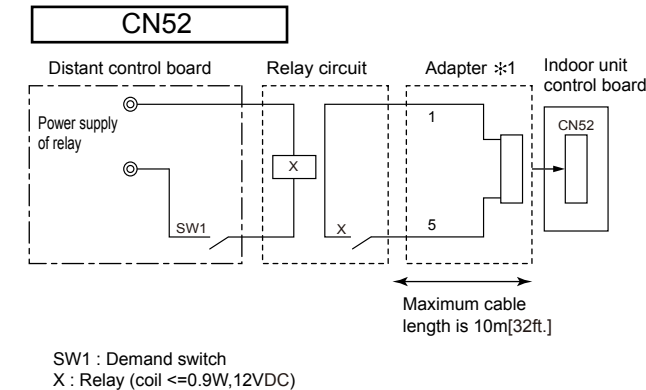 CN52
Distant control board
Relay circuit
Adapter ✻1
Indoor unit
control board
Power supply
of relay
X
SW1
X
1
5
CN52
Maximum cable
length is 10m[32ft.]
SW1 : Demand switch
X : Relay (coil <=0.9W,12VDC)